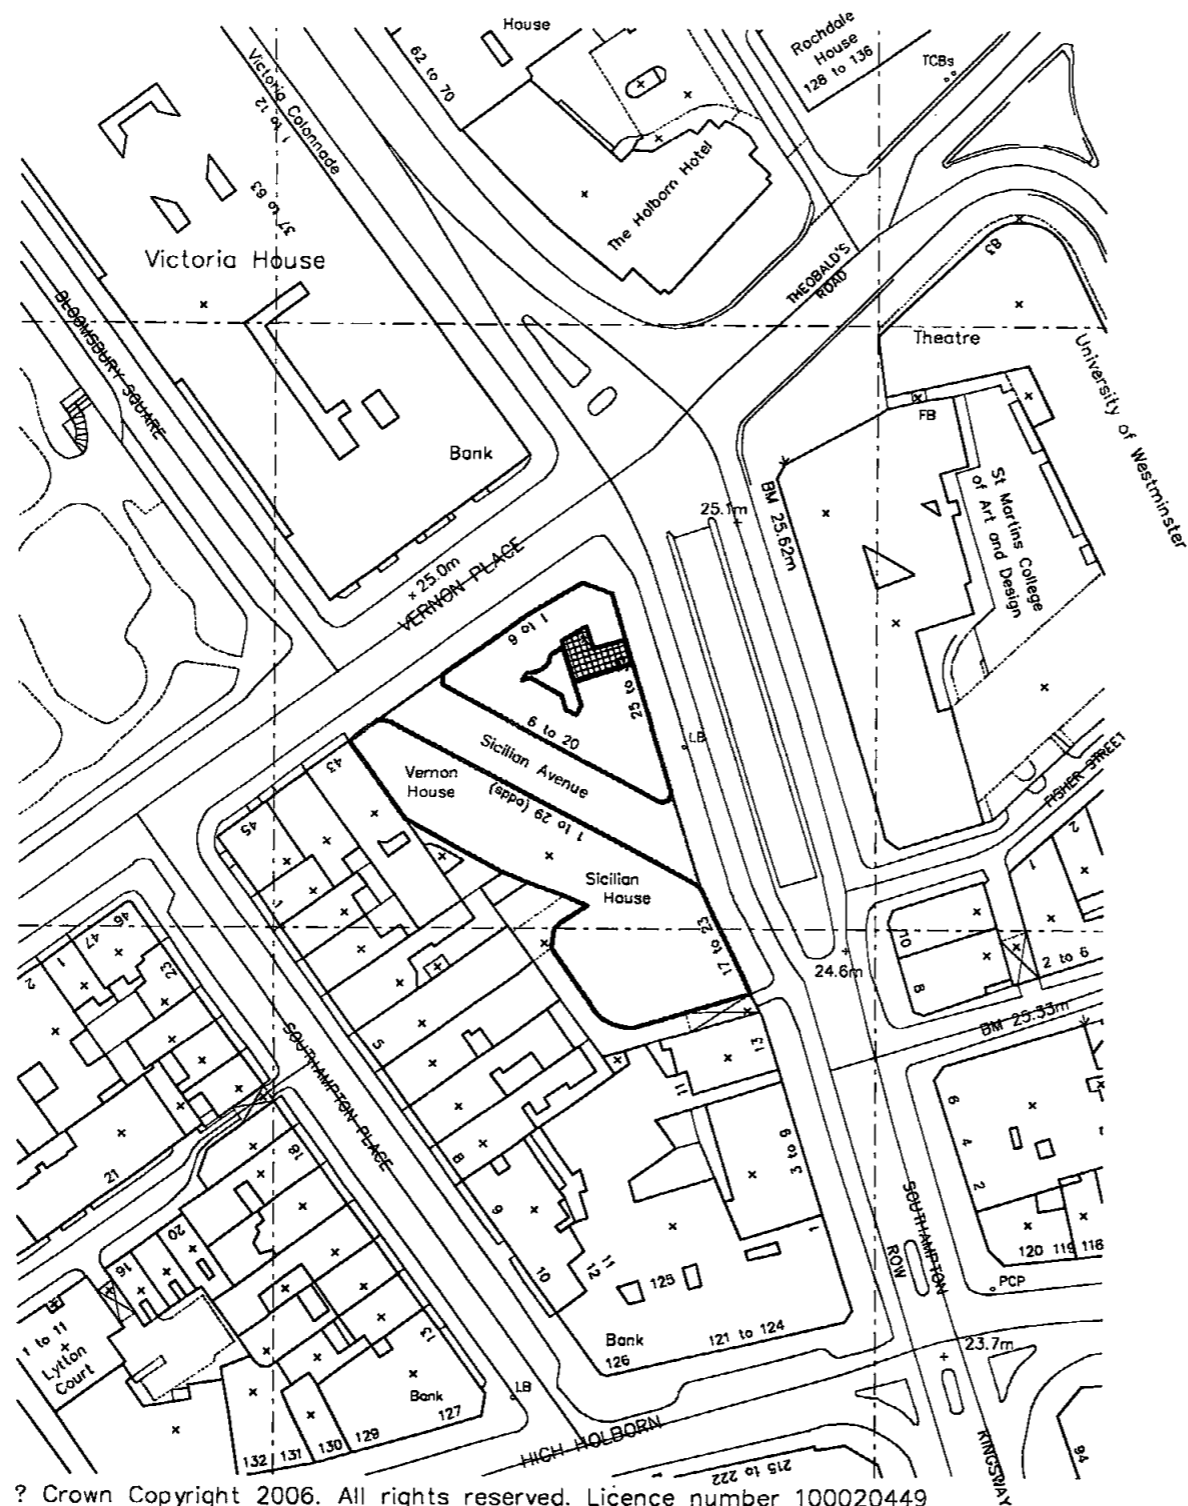 House
62 to 70
Rochdale
House
128 to 136
TCBs
Victoria Colonnade
1 to 12
37 to 63
The Holborn Hotel
Victoria House
THEOBALD'S
ROAD
83
BLOOMSBURY SQUARE
Theatre
University of Westminster
FB
Bank
St Martins College
of Art and Design
25.1m
BM 25.62m
25.0m
VERNON PLACE
1 to 6
25 to
6 to 20
LB
Sicilian Avenue
43
Vernon
House
1 to 29 (odds)
FISHER STREET
45
2
1
Sicilian
House
1
46
47
1
2
23
17 to 23
10
8
2 to 6
24.6m
BM 25.33m
SOUTHAMPTON PLACE
5
13
11
6
4
2
8
3 to 9
18
21
9
SOUTHAMPTON
ROW
20
16
11
12
10
125
1
120 119 118
PCP
1 to 11
Lytton
Court
13
Bank
126
121 to 124
23.7m
Bank
LB
127
132 131 130 129
HIGH HOLBORN
KINGSWAY
94
215 to 222
? Crown Copyright 2006. All rights reserved. Licence number 100020449